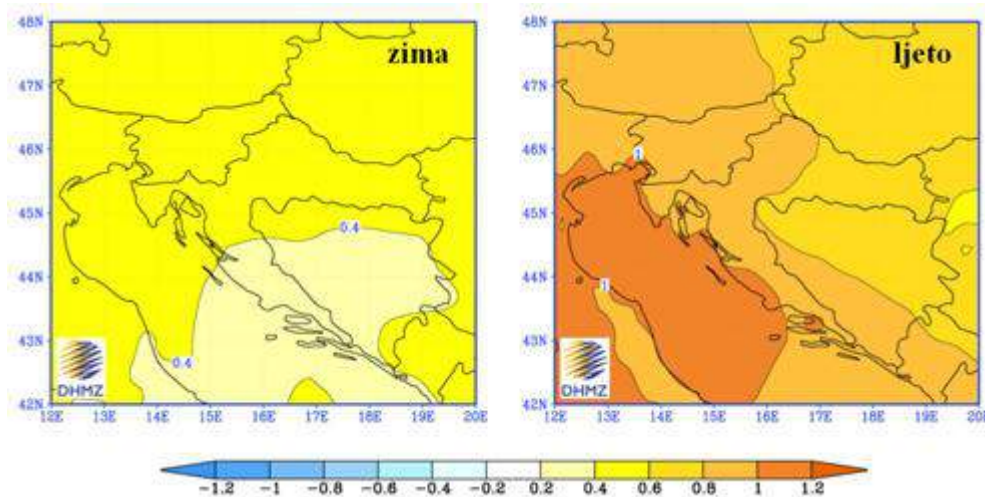 zima
ljeto
48N
47N
46N
45N
44N
43N
42N
12E 13E 14E 15E 16E 17E 18E 19E 20E
0.4
0.4
DHMZ
48N
47N
46N
45N
44N
43N
42N
12E 13E 14E 15E 16E 17E 18E 19E 20E
1
1
DHMZ
-1.2 -1 -0.8 -0.6 -0.4 -0.2 0.2 0.4 0.6 0.8 1 1.2